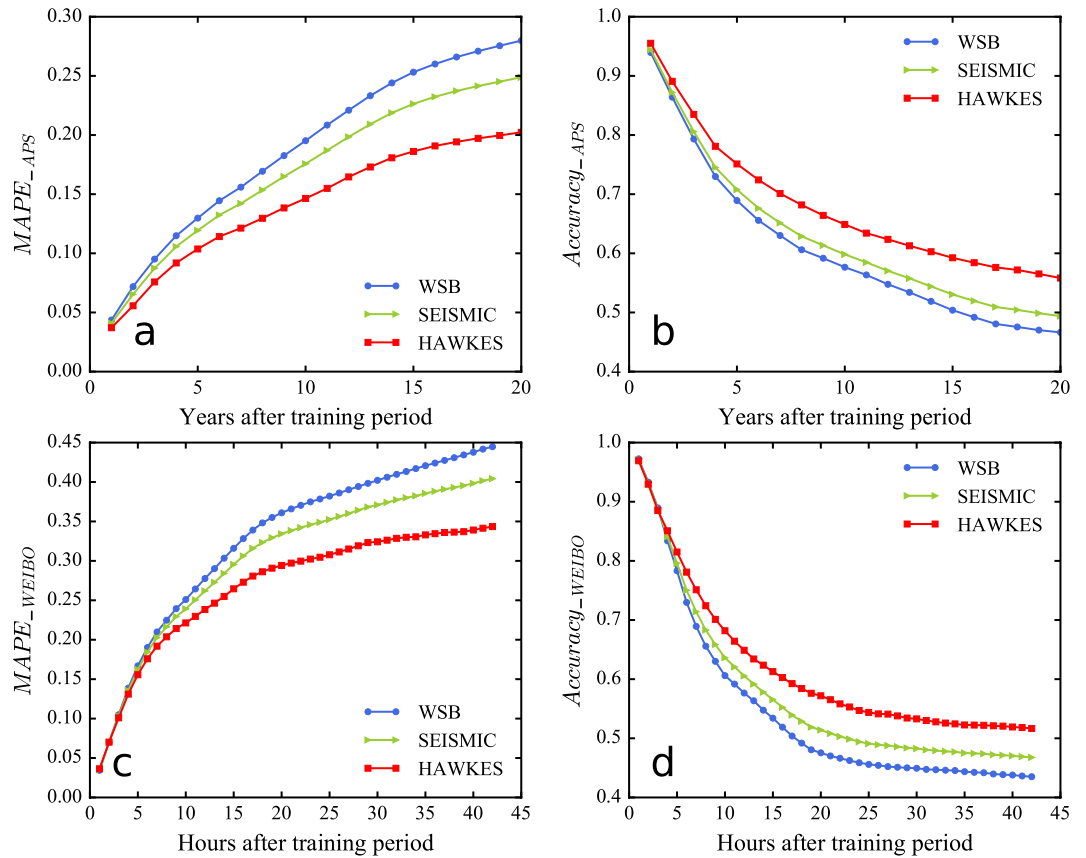 0.30
0.25
0.20
0.15
0.10
0.05
0.00
MAPE_APS
WSB
SEISMIC
HAWKES
a
0 5 10 15 20
Years after training period
1.0
0.9
0.8
0.7
0.6
0.5
0.4
Accuracy_APS
WSB
SEISMIC
HAWKES
b
0 5 10 15 20
Years after training period
0.45
0.40
0.35
0.30
0.25
0.20
0.15
0.10
0.05
0.00
MAPE_WEIBO
WSB
SEISMIC
HAWKES
c
0 5 10 15 20 25 30 35 40 45
Hours after training period
1.0
0.9
0.8
0.7
0.6
0.5
0.4
Accuracy_WEIBO
WSB
SEISMIC
HAWKES
d
0 5 10 15 20 25 30 35 40 45
Hours after training period